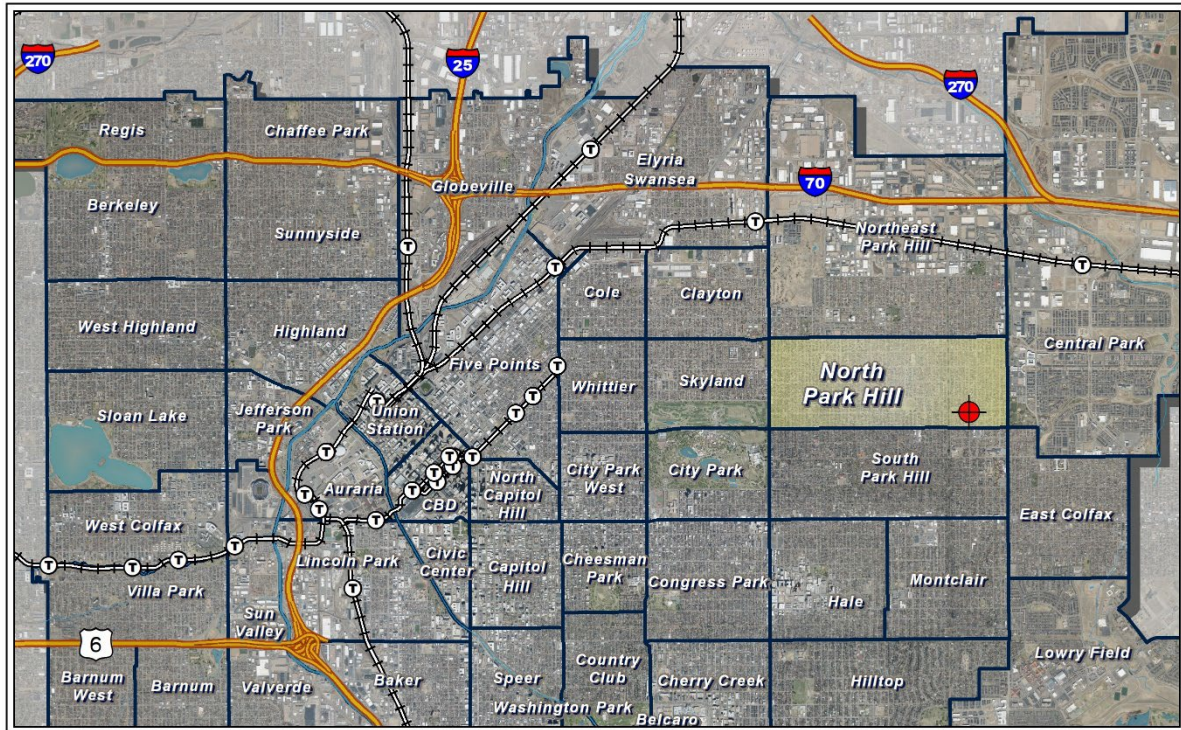 270
25
270
Regis
Chaffee Park
Elyria
Swansea
70
Globeville
Berkeley
Sunnyside
Northeast
Park Hill
T
T
T
T
T
Cole
Clayton
West Highland
Highland
Central Park
Five Points
Whittier
Skyland
North
Park Hill
T
T
T
T
Sloan Lake
Jefferson
Park
Union
Station
T
T
T
T
T
T
T
T
T
Auraria
CBD
North
Capitol
Hill
City Park
West
City Park
South
Park Hill
West Colfax
East Colfax
T
T
T
T
T
Lincoln Park
Civic
Center
Capitol
Hill
Cheesman
Park
Congress Park
Hale
Montclair
Villa Park
T
Sun
Valley
6
Barnum
West
Barnum
Valverde
Baker
Speer
Country
Club
Cherry Creek
Hilltop
Lowry Field
Washington Park
Belcaro